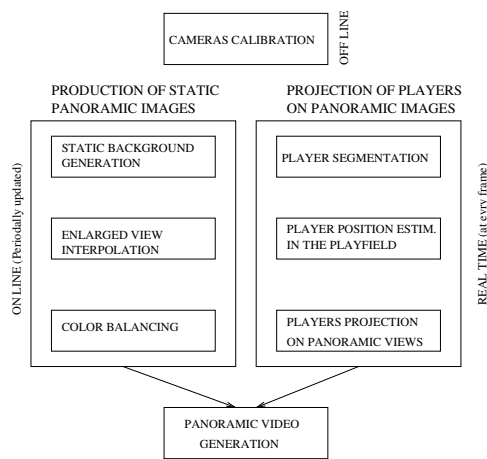 CAMERAS CALIBRATION
OFF LINE
PRODUCTION OF STATIC
PANORAMIC IMAGES
PROJECTION OF PLAYERS
ON PANORAMIC IMAGES
ON LINE (Periodally updated)
STATIC BACKGROUND
GENERATION
ENLARGED VIEW
INTERPOLATION
COLOR BALANCING
PLAYER SEGMENTATION
PLAYER POSITION ESTIM.
IN THE PLAYFIELD
PLAYERS PROJECTION
ON PANORAMIC VIEWS
REAL TIME (at evry frame)
PANORAMIC VIDEO
GENERATION